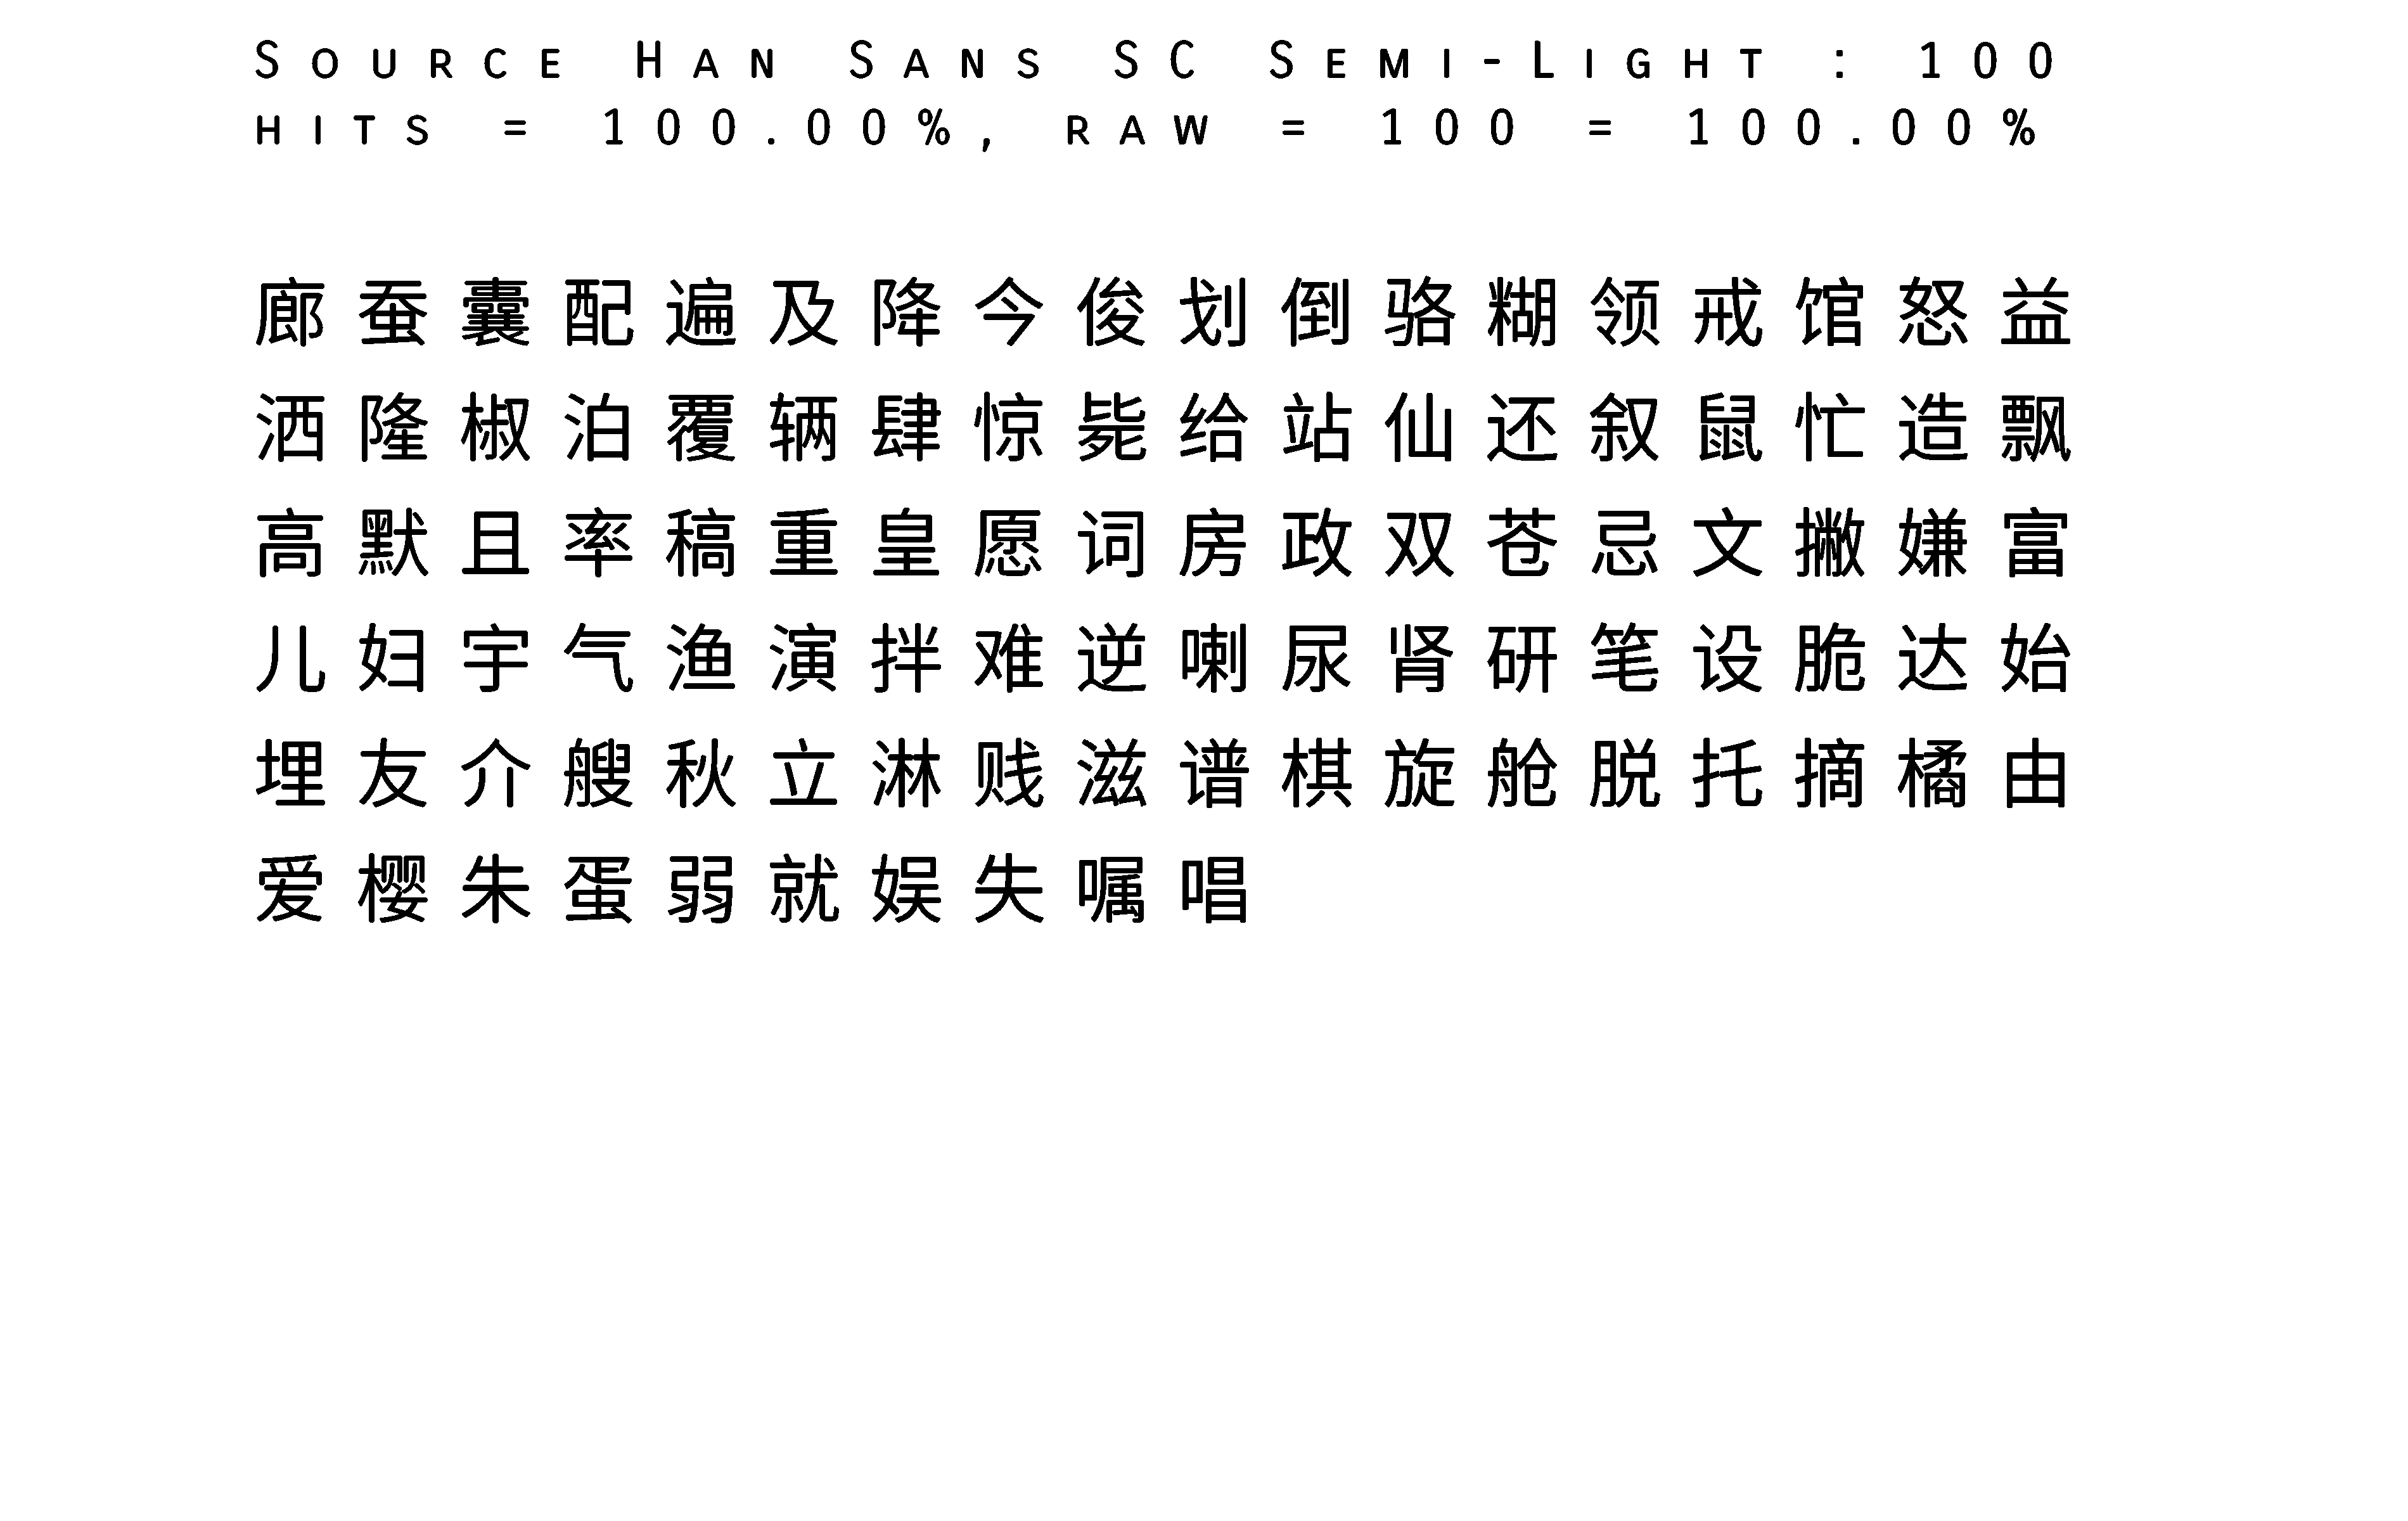 Source Han Sans SC Semi-Light : 100
hits = 100.00%, raw = 100 = 100.00%
廊蚕囊配遍及降今俊划倒骆糊领戒馆怒益
洒隆椒泊覆辆肆惊毙给站仙还叙鼠忙造飘
高默且率稿重皇愿词房政双苍忌文撇嫌富
儿妇宇气渔演拌难逆喇尿肾研笔设脆达始
埋友介艘秋立淋贱滋谱棋旋舱脱托摘橘由
爱樱朱蛋弱就娱失嘱唱